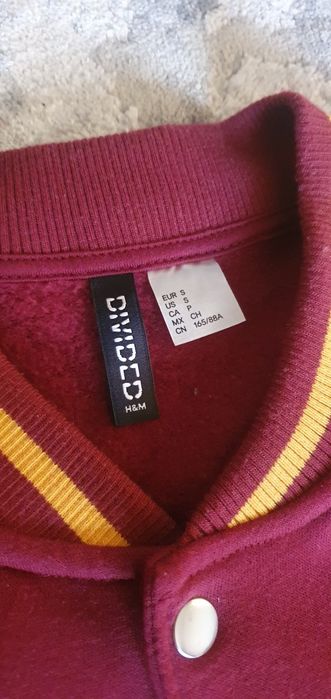 DIVIDED
H&M
EUR S
US S
CA P
MX CH
CN 165/88A